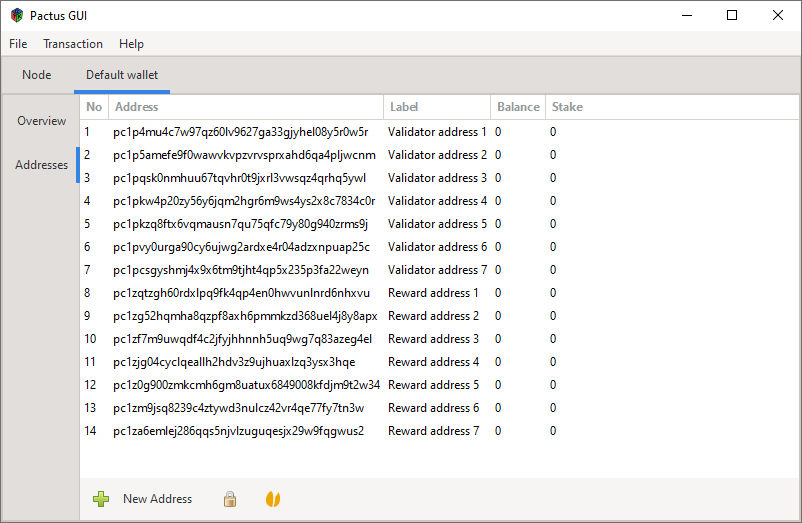 Pactus GUI
File Transaction Help
Node Default wallet
Overview
Addresses
No Address Label Balance Stake
1 pc1p4mu4c7w97qz60lv9627ga33gjyhel08y5r0w5r Validator address 1 0 0
2 pc1p5amefe9f0wawvkvpzvrvsprxahd6qa4pljwcnm Validator address 2 0 0
3 pc1pqsk0nmhuu67tqvhr0t9jxrl3vwsqz4qrhq5ywl Validator address 3 0 0
4 pc1pkw4p20zy56y6jqm2hgr6m9ws4ys2x8c7834c0r Validator address 4 0 0
5 pc1pkzq8ftx6vqmausn7qu75qfc79y80g940zrms9j Validator address 5 0 0
6 pc1pvy0urga90cy6ujwg2ardxe4r04adzxnpuap25c Validator address 6 0 0
7 pc1pcsgyshmj4x9x6tm9tjht4qp5x235p3fa22weyn Validator address 7 0 0
8 pc1zqtzgh60rdxlpq9fk4qp4en0hwvunlnrd6nhxvu Reward address 1 0 0
9 pc1zg52hqmha8qzpf8axh6pmmkzd368uel4j8y8apx Reward address 2 0 0
10 pc1zf7m9uwqdf4c2jfyjhhnnh5uq9wg7q83azeg4el Reward address 3 0 0
11 pc1zjg04cyclqeallh2hdv3z9ujhuaxlzq3ysx3hqe Reward address 4 0 0
12 pc1z0g900zmkcmh6gm8uatux6849008kfdjm9t2w34 Reward address 5 0 0
13 pc1zm9jsq8239c4ztywd3nulcz42vr4qe77fy7tn3w Reward address 6 0 0
14 pc1za6emlej286qqs5njvlzuguqesjx29w9fqgwus2 Reward address 7 0 0
New Address